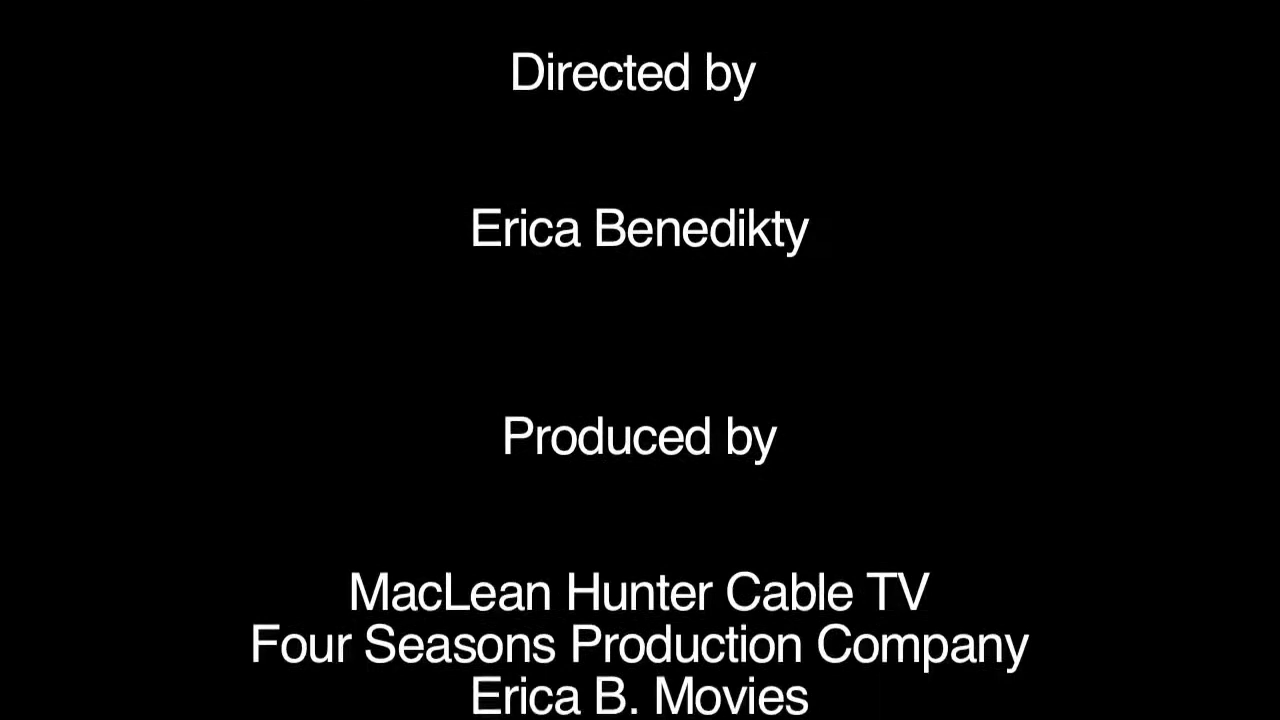 Directed by
Erica Benedikty
Produced by
MacLean Hunter Cable TV
Four Seasons Production Company
Erica B. Movies